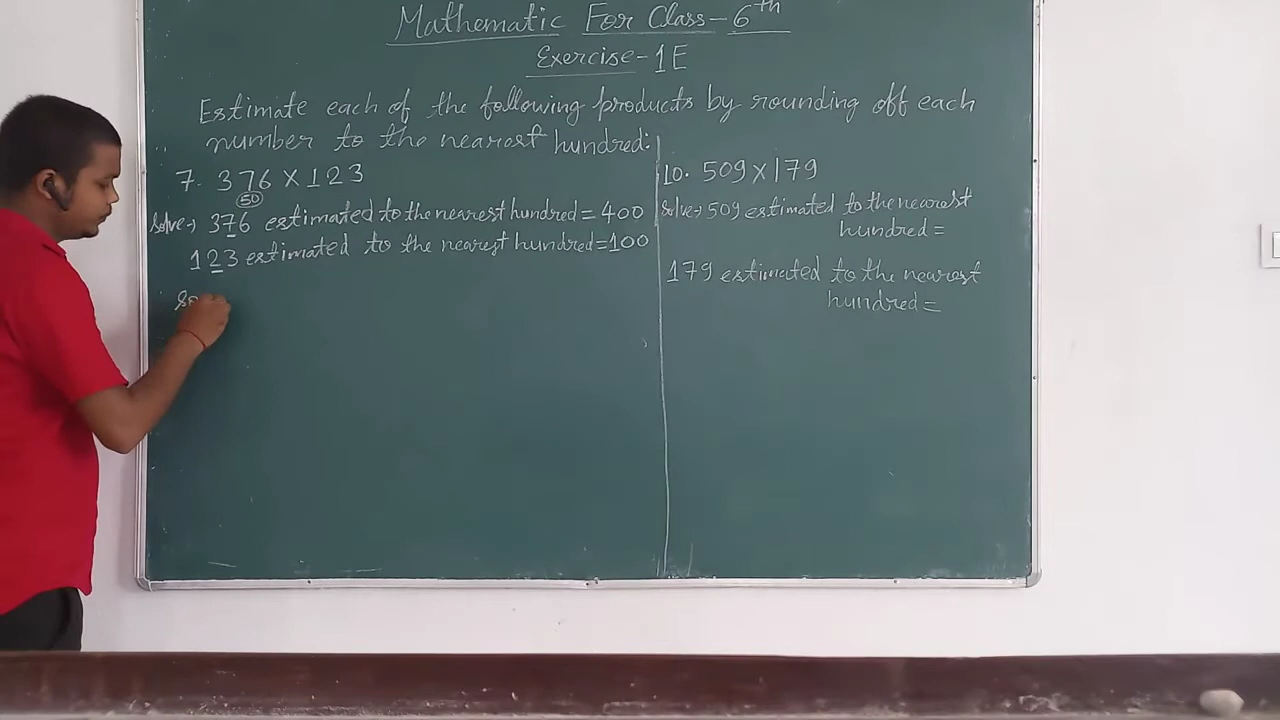 Mathematic For Class-6th
Exercise-1E
Estimate each of the following products by rounding off each
number to the nearest hundred:
7. 376 X 123
50
Solve→ 376 estimated to the nearest hundred = 400
123 estimated to the nearest hundred=100
So
10. 509 X 179
Solve→ 509 estimated to the nearest
hundred =
179 estimated to the nearest
hundred =